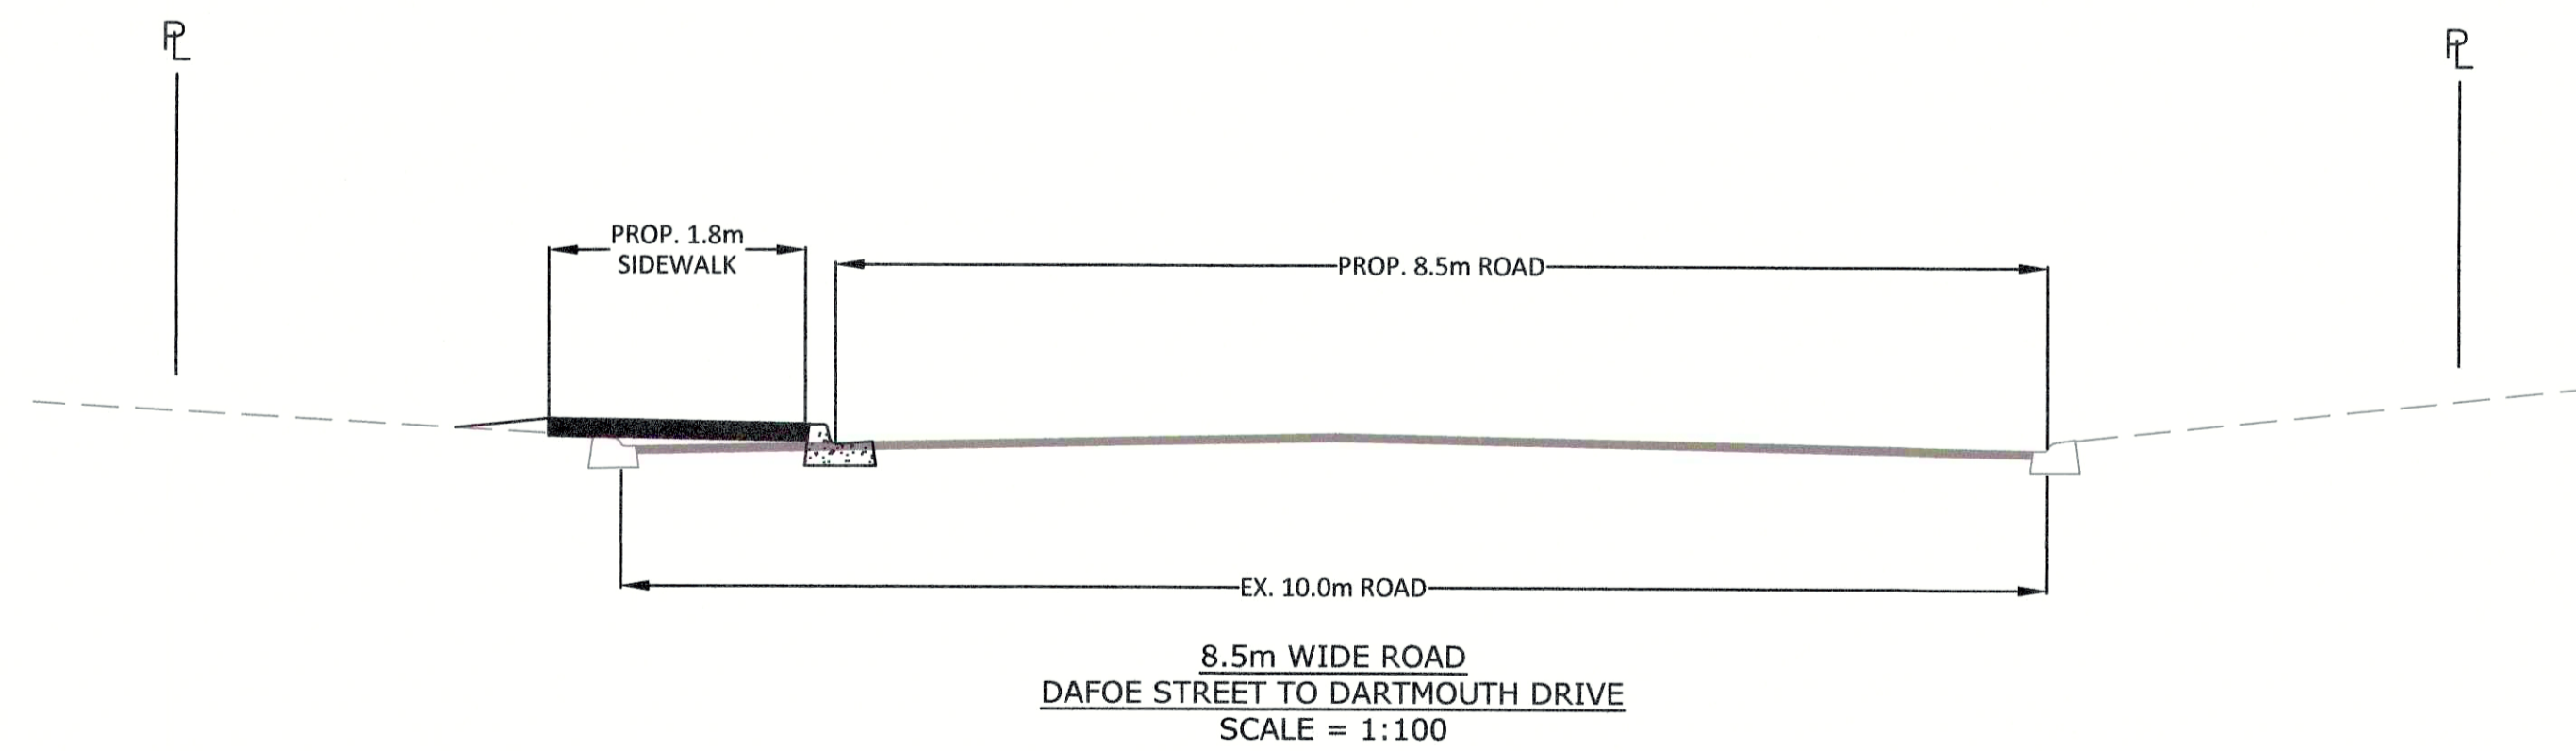 PL
PL
PROP. 1.8m
SIDEWALK
PROP. 8.5m ROAD
EX. 10.0m ROAD
8.5m WIDE ROAD
DAFOE STREET TO DARTMOUTH DRIVE
SCALE = 1:100